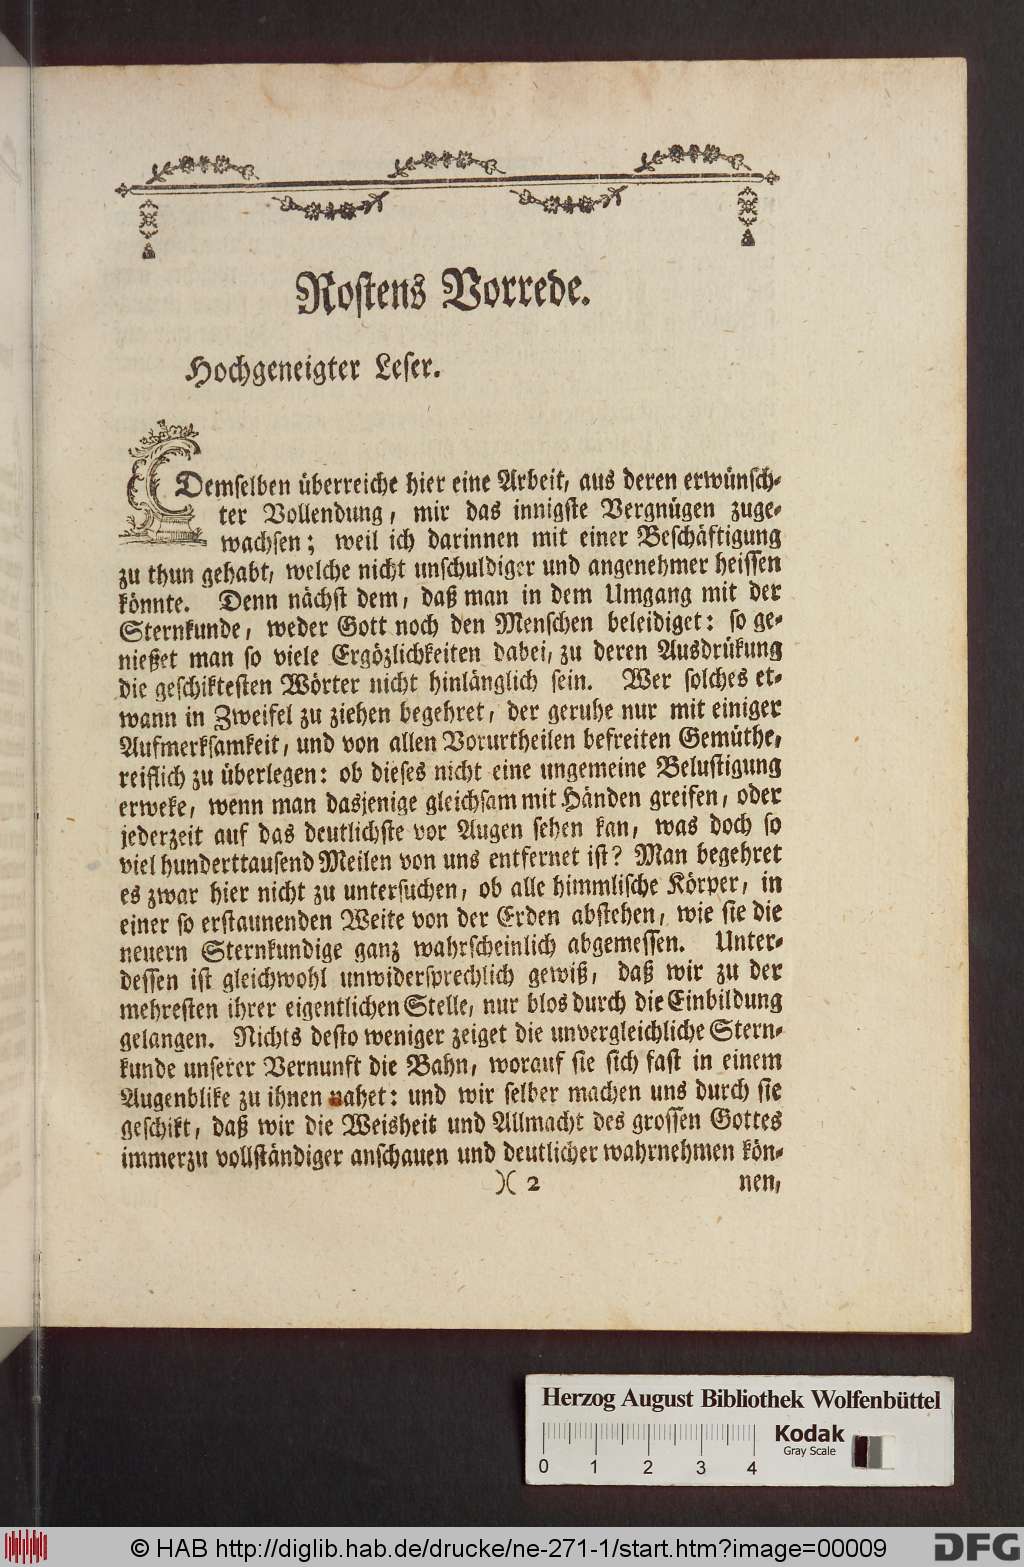 Rostens Vorrede.
Hochgeneigter Leser.
EDemselben überreiche hier eine Arbeit, aus deren erwünsch-
ter Vollendung, mir das innigste Vergnügen zuge-
wachsen; weil ich darinnen mit einer Beschäftigung
zu thun gehabt, welche nicht unschuldiger und angenehmer heissen
könnte. Denn nächst dem, daß man in dem Umgang mit der
Sternkunde, weder Gott noch den Menschen beleidiget: so ge-
nießet man so viele Ergözlichkeiten dabei, zu deren Ausdrükung
die geschiktesten Wörter nicht hinlänglich sein. Wer solches et-
wann in Zweifel zu ziehen begehret, der geruhe nur mit einiger
Aufmerksamkeit, und von allen Vorurtheilen befreiten Gemüthe,
reiflich zu überlegen: ob dieses nicht eine ungemeine Belustigung
erweke, wenn man dasjenige gleichsam mit Händen greifen, oder
jederzeit auf das deutlichste vor Augen sehen kan, was doch so
viel hunderttausend Meilen von uns entfernet ist? Man begehret
es zwar hier nicht zu untersuchen, ob alle himmlische Körper, in
einer so erstaunenden Weite von der Erden abstehen, wie sie die
neuern Sternkundige ganz wahrscheinlich abgemessen. Unter-
dessen ist gleichwohl unwidersprechlich gewiß, daß wir zu der
mehresten ihrer eigentlichen Stelle, nur blos durch die Einbildung
gelangen. Nichts desto weniger zeiget die unvergleichliche Stern-
kunde unserer Vernunft die Bahn, worauf sie sich fast in einem
Augenblike zu ihnen nahet: und wir selber machen uns durch sie
geschikt, daß wir die Weisheit und Allmacht des grossen Gottes
immerzu vollständiger anschauen und deutlicher wahrnehmen kön-
)( 2 nen,
Herzog August Bibliothek Wolfenbüttel
Kodak
Gray Scale
0 1 2 3 4
© HAB http://diglib.hab.de/drucke/ne-271-1/start.htm?image=00009
DFG